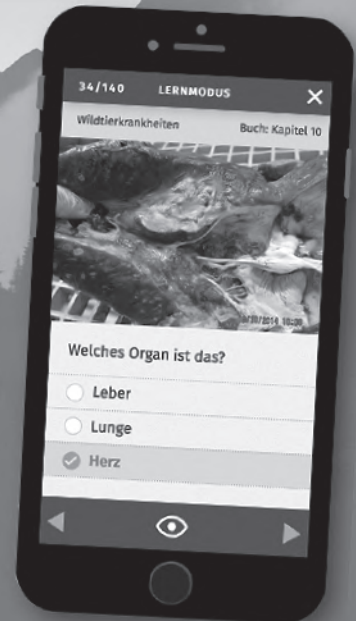 34/140 LERNMODUS
Wildtierkrankheiten Buch: Kapitel 10
Welches Organ ist das?
Leber
Lunge
Herz